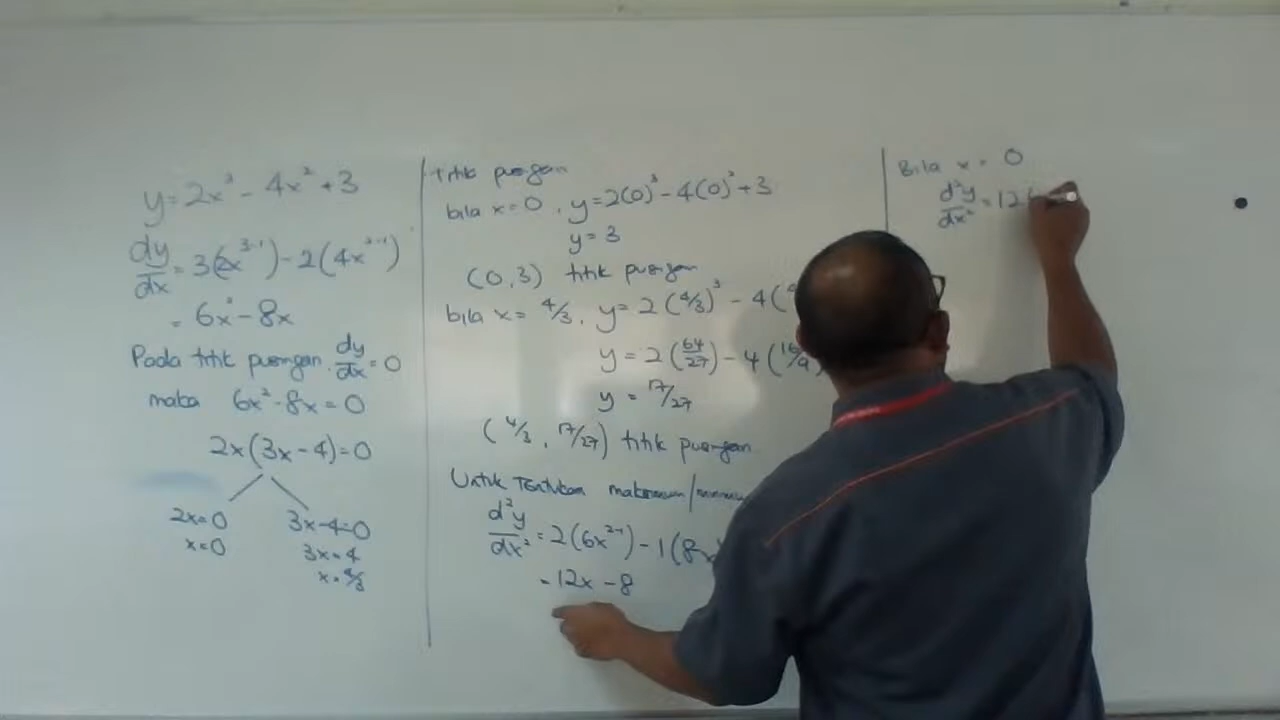 y = 2x³ - 4x² + 3
dy/dx = 3(2x³⁻¹) - 2(4x²⁻¹)
= 6x² - 8x
Pada titik pusingan, dy/dx = 0
maka 6x² - 8x = 0
2x(3x - 4) = 0
2x = 0 3x - 4 = 0
x = 0 3x = 4
x = 4/3
titik pusingan
bila x = 0, y = 2(0)³ - 4(0)² + 3
y = 3
(0, 3) titik pusingan
bila x = 4/3, y = 2(4/3)³ - 4(
y = 2(64/27) - 4(16/9)
y = 17/27
(4/3, 17/27) titik pusingan
Untuk Tentukan maksimum/minimum
d²y/dx² = 2(6x²⁻¹) - 1(8x
= 12x - 8
Bila x = 0
d²y/dx² = 12(